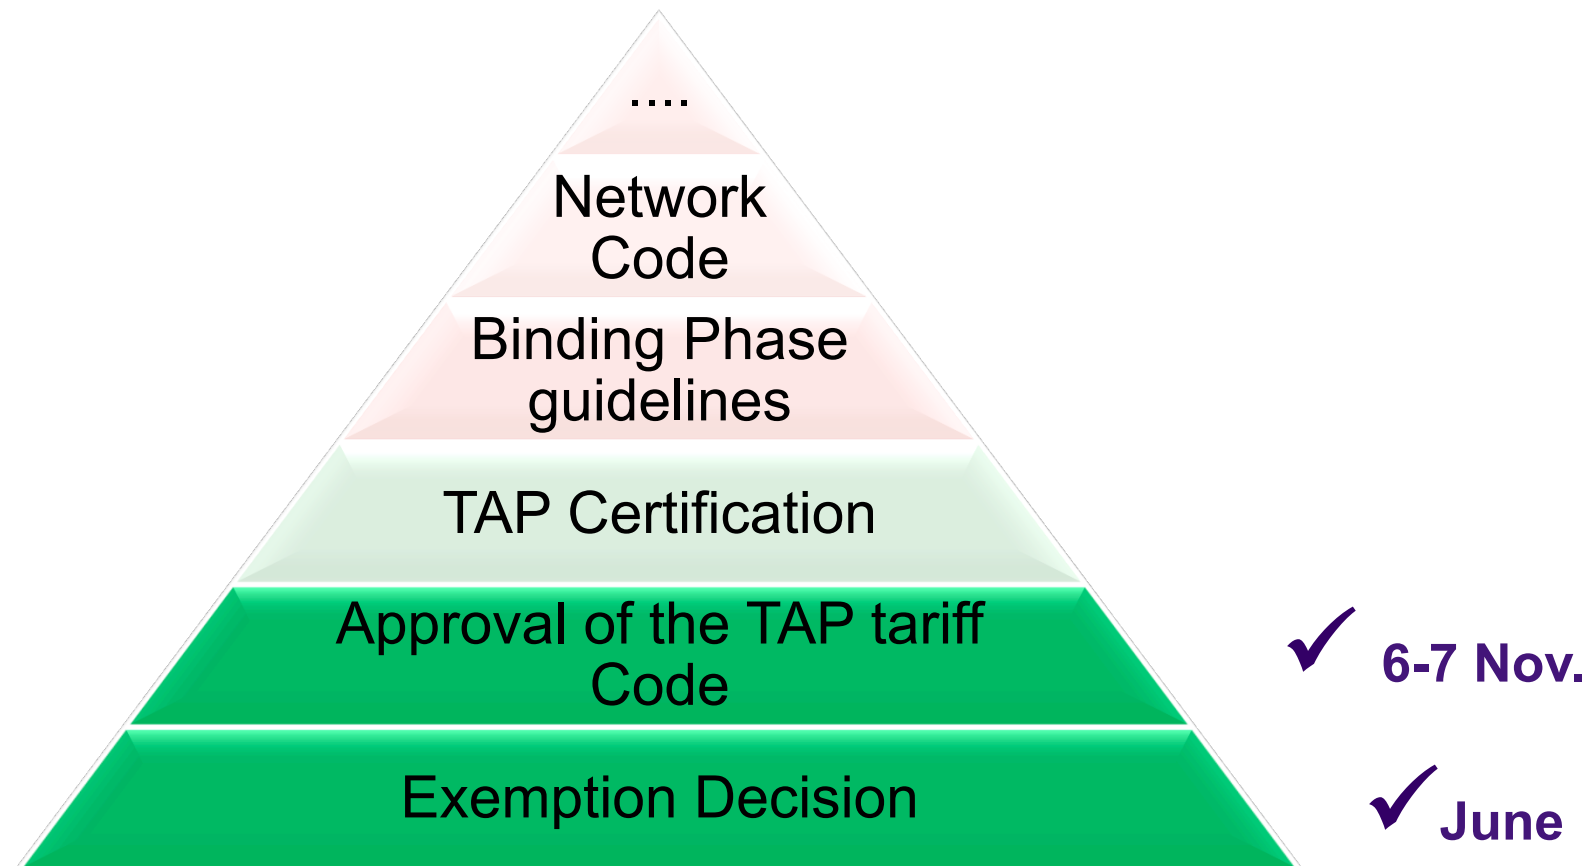 ....
Network
Code
Binding Phase
guidelines
TAP Certification
Approval of the TAP tariff
Code
6-7 Nov.
Exemption Decision
June